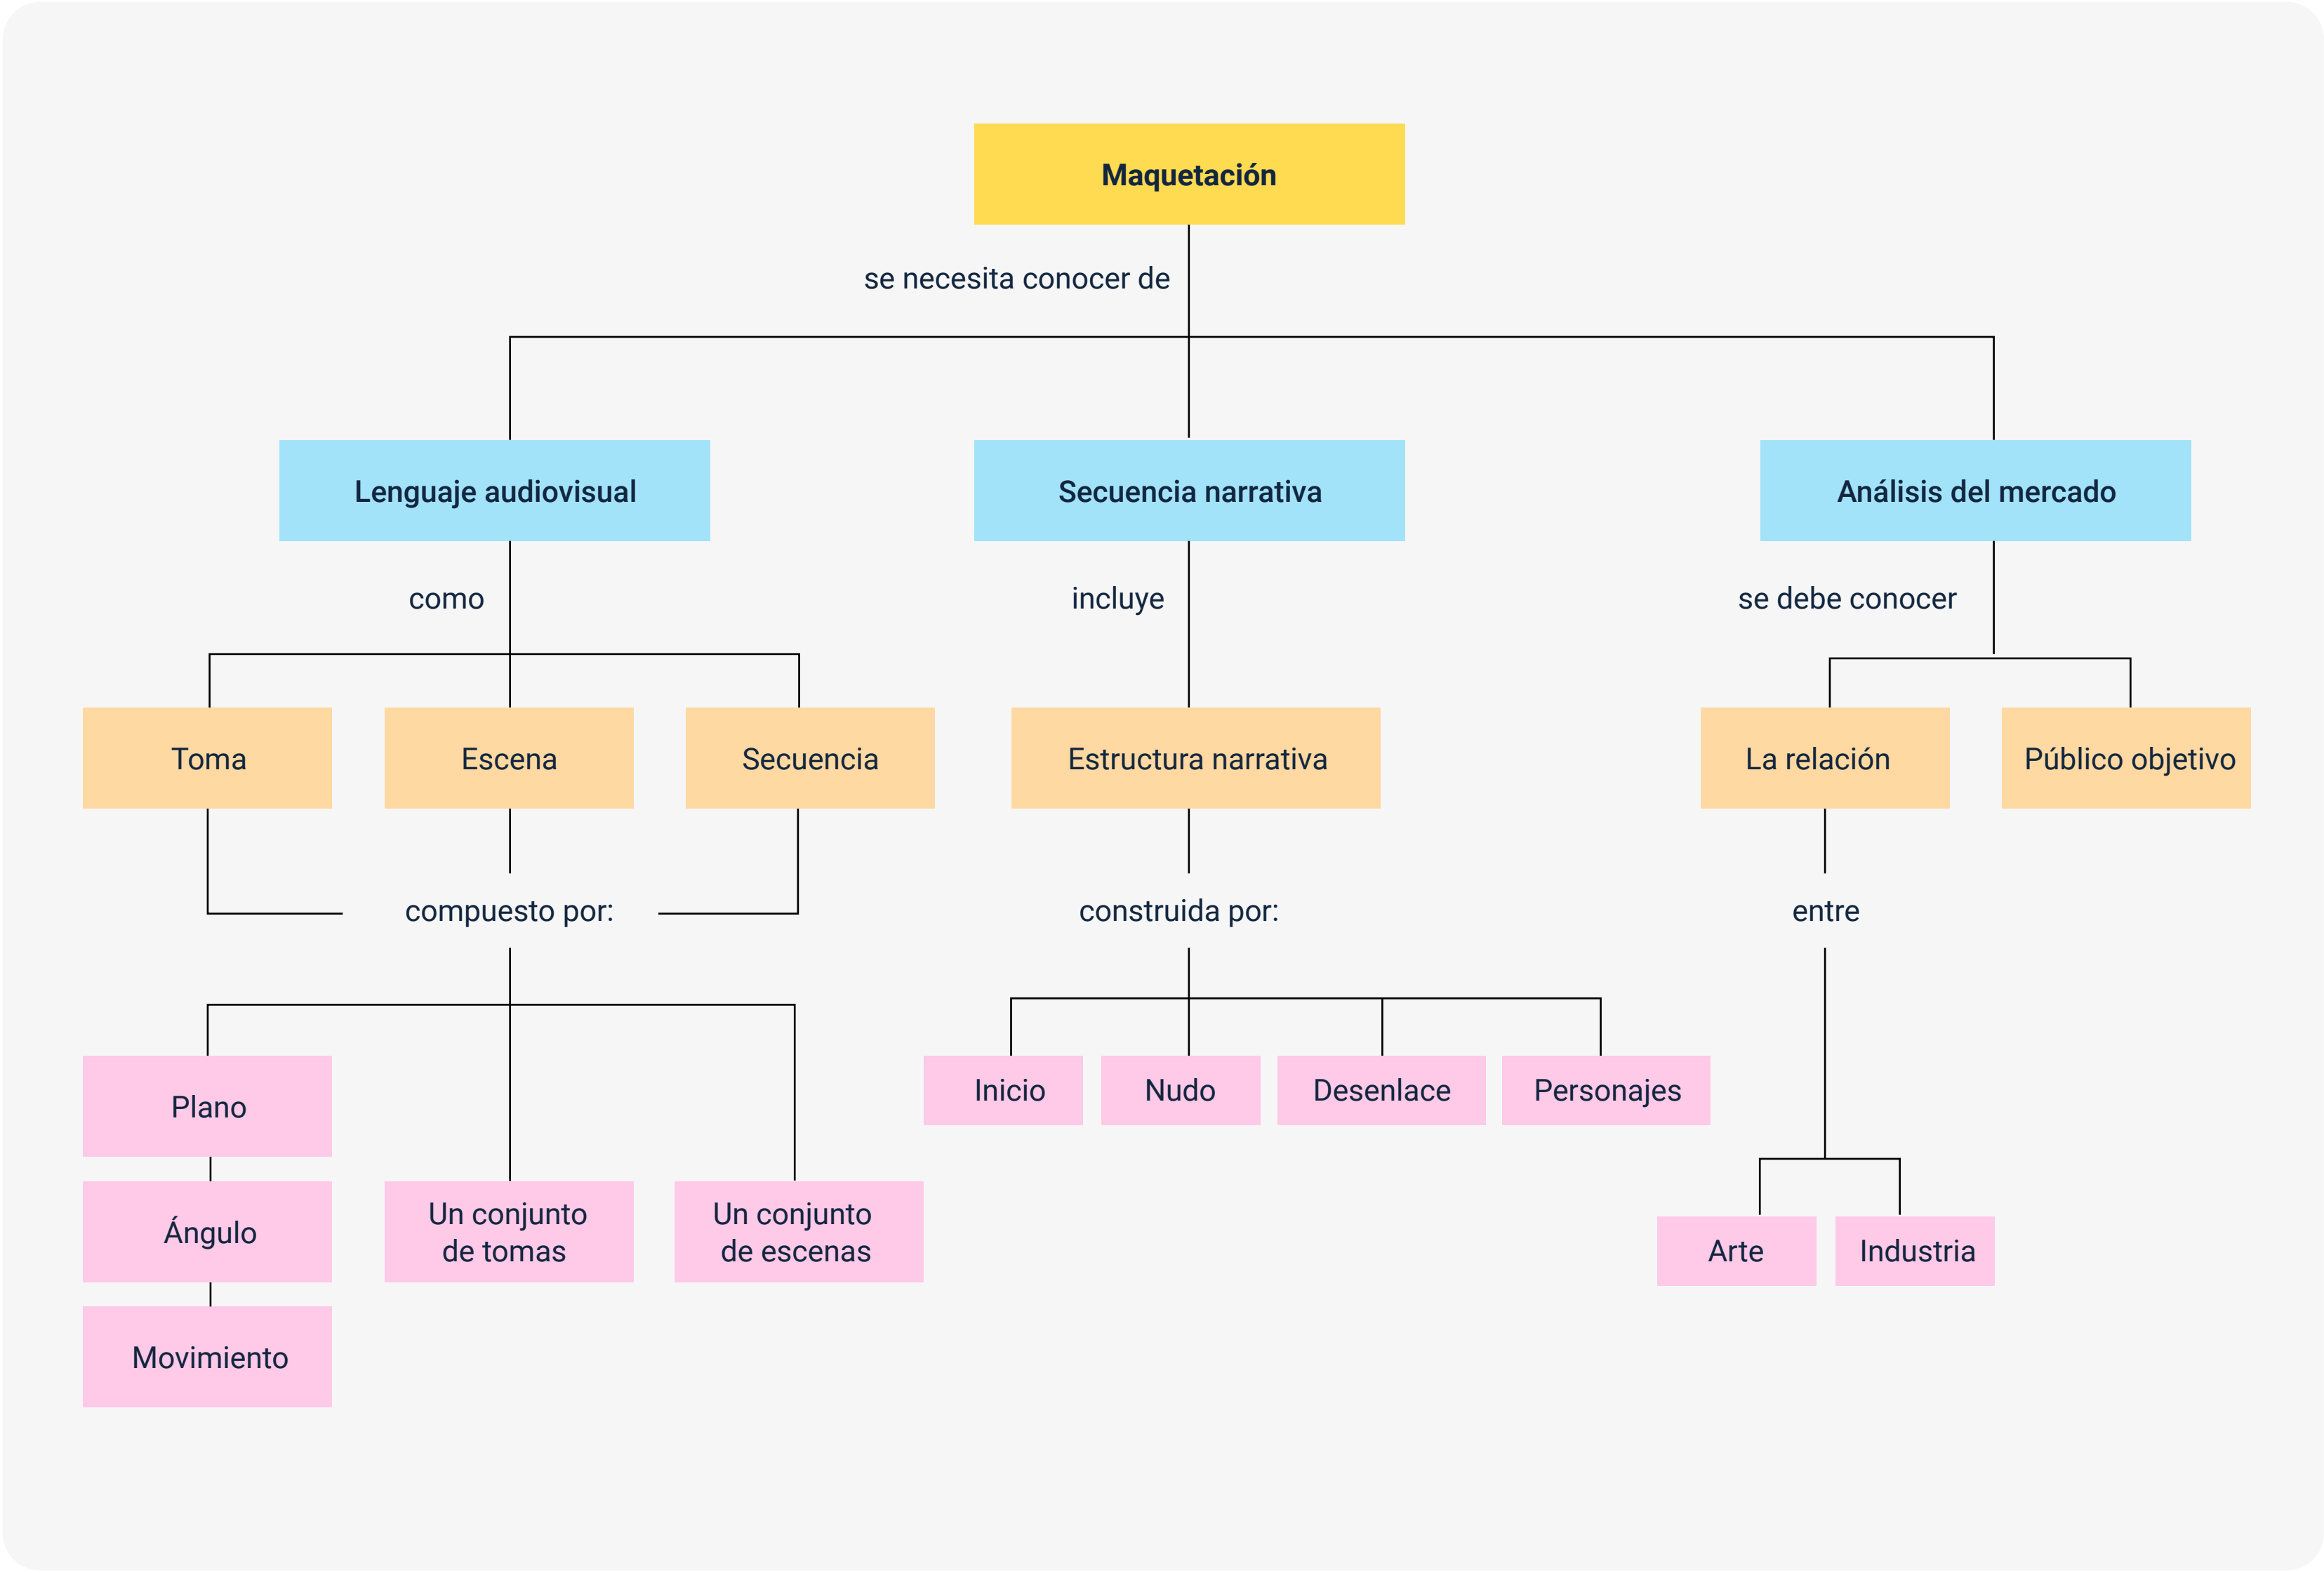 Maquetación
se necesita conocer de
Lenguaje audiovisual
Secuencia narrativa
Análisis del mercado
como
incluye
se debe conocer
Toma
Escena
Secuencia
Estructura narrativa
La relación
Público objetivo
compuesto por:
construida por:
entre
Plano
Inicio
Nudo
Desenlace
Personajes
Ángulo
Un conjunto
de tomas
Un conjunto
de escenas
Arte
Industria
Movimiento